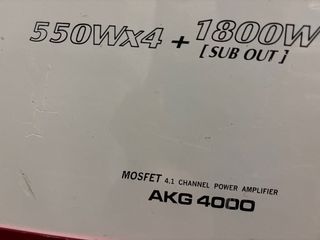 550Wx4 + 1800W
[SUB OUT]
MOSFET 4.1 CHANNEL POWER AMPLIFIER
AKG 4000